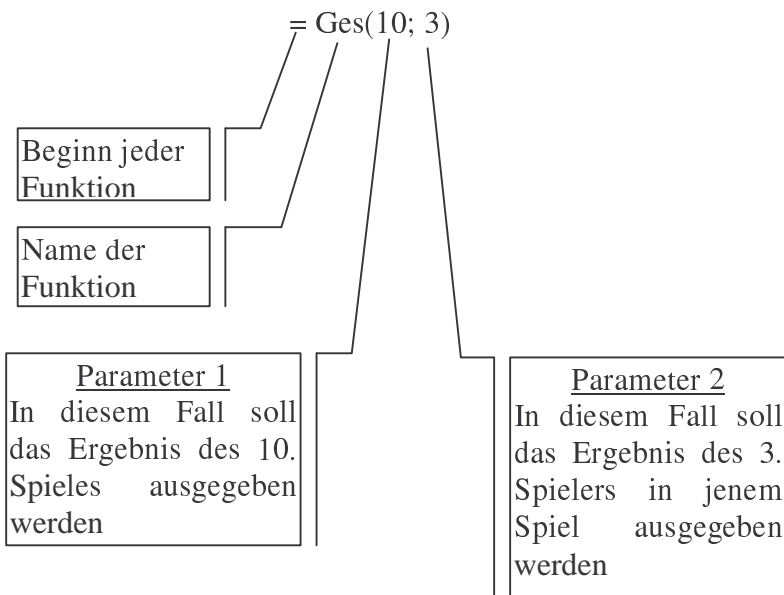 = Ges(10; 3)
Beginn jeder
Funktion
Name der
Funktion
Parameter 1
In diesem Fall soll
das Ergebnis des 10.
Spieles ausgegeben
werden
Parameter 2
In diesem Fall soll
das Ergebnis des 3.
Spielers in jenem
Spiel ausgegeben
werden